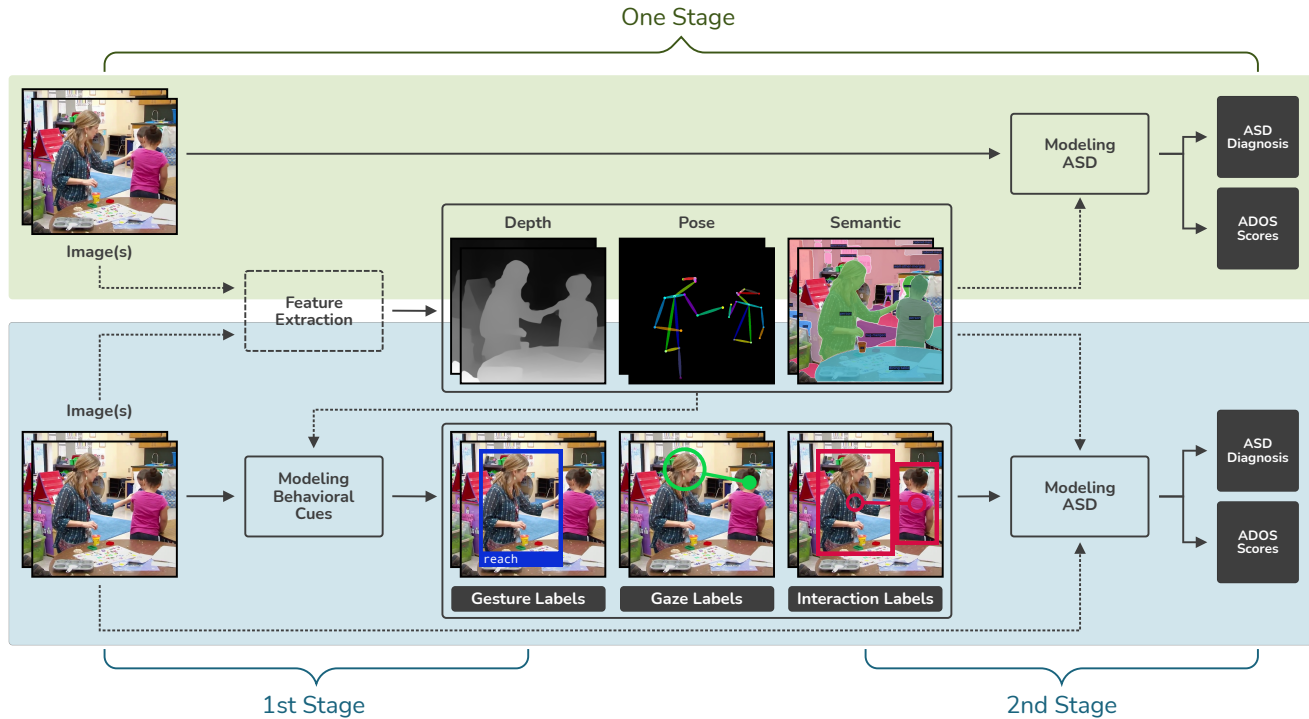 One Stage
Image(s)
Modeling
ASD
ASD
Diagnosis
ADOS
Scores
Depth
Pose
Semantic
Feature
Extraction
Image(s)
Modeling
Behavioral
Cues
reach
Gesture Labels
Gaze Labels
Interaction Labels
Modeling
ASD
ASD
Diagnosis
ADOS
Scores
1st Stage
2nd Stage